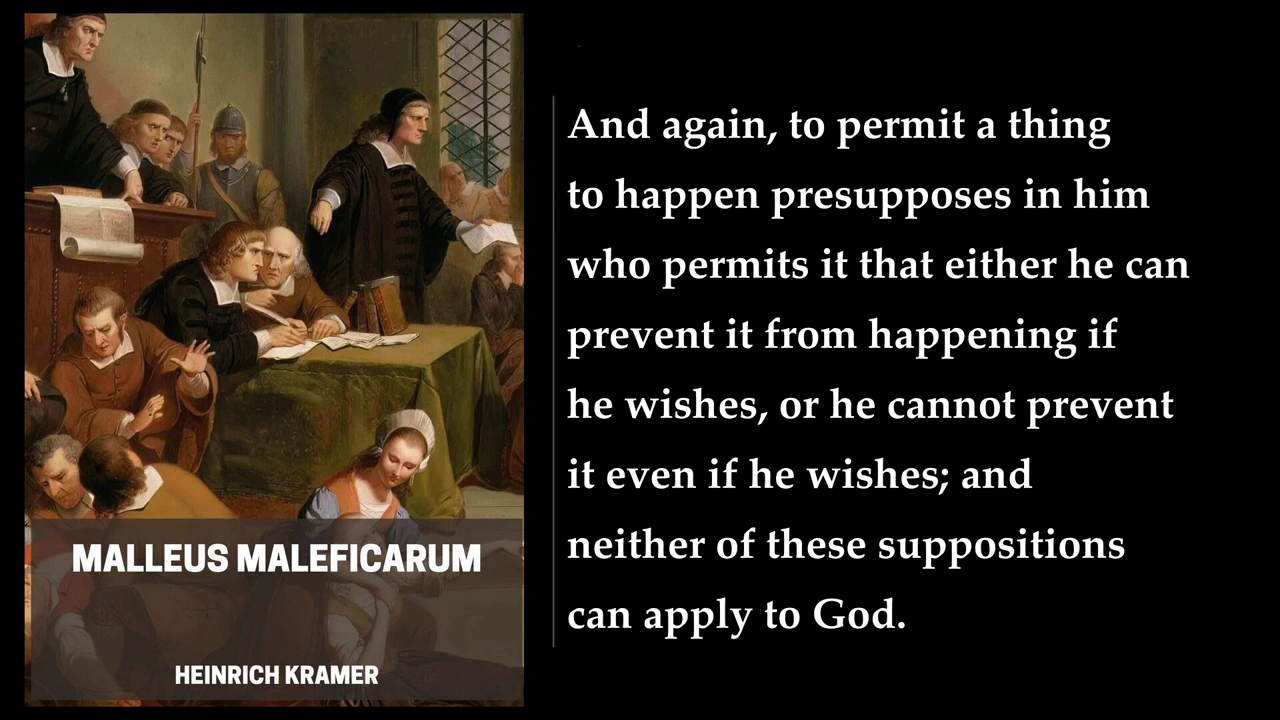 MALLEUS MALEFICARUM
HEINRICH KRAMER
And again, to permit a thing
to happen presupposes in him
who permits it that either he can
prevent it from happening if
he wishes, or he cannot prevent
it even if he wishes; and
neither of these suppositions
can apply to God.